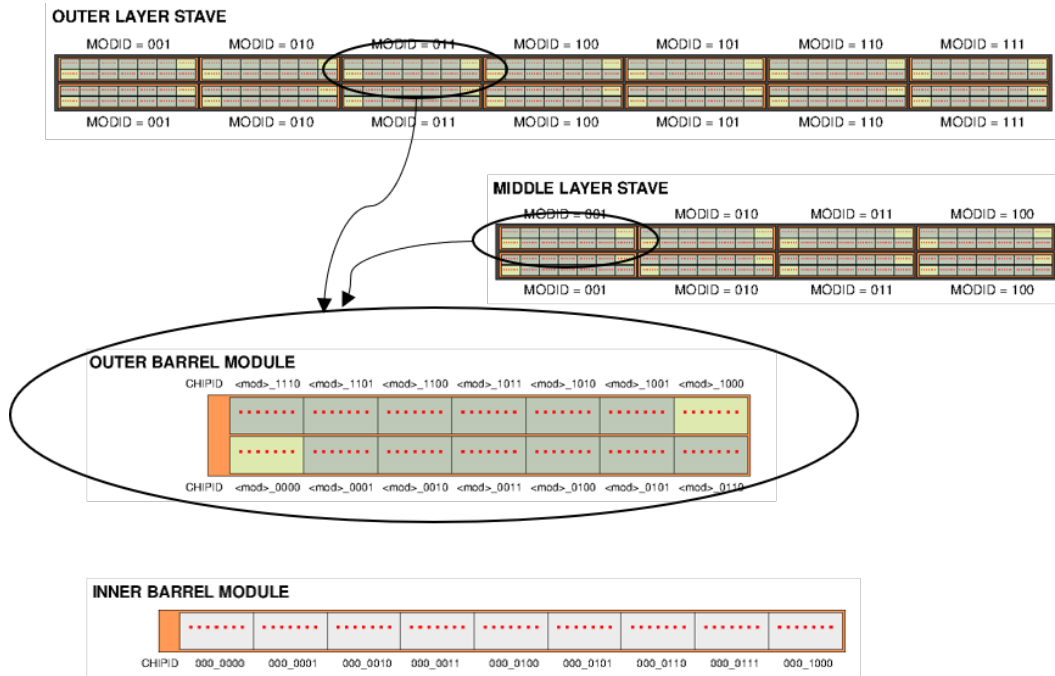 OUTER LAYER STAVE
MODID = 001 MODID = 010 MODID = 011 MODID = 100 MODID = 101 MODID = 110 MODID = 111
MODID = 001 MODID = 010 MODID = 011 MODID = 100 MODID = 101 MODID = 110 MODID = 111
MIDDLE LAYER STAVE
MODID = 001 MODID = 010 MODID = 011 MODID = 100
MODID = 001 MODID = 010 MODID = 011 MODID = 100
OUTER BARREL MODULE
CHIPID <mod>_1110 <mod>_1101 <mod>_1100 <mod>_1011 <mod>_1010 <mod>_1001 <mod>_1000
CHIPID <mod>_0000 <mod>_0001 <mod>_0010 <mod>_0011 <mod>_0100 <mod>_0101 <mod>_0110
INNER BARREL MODULE
CHIPID 000_0000 000_0001 000_0010 000_0011 000_0100 000_0101 000_0110 000_0111 000_1000